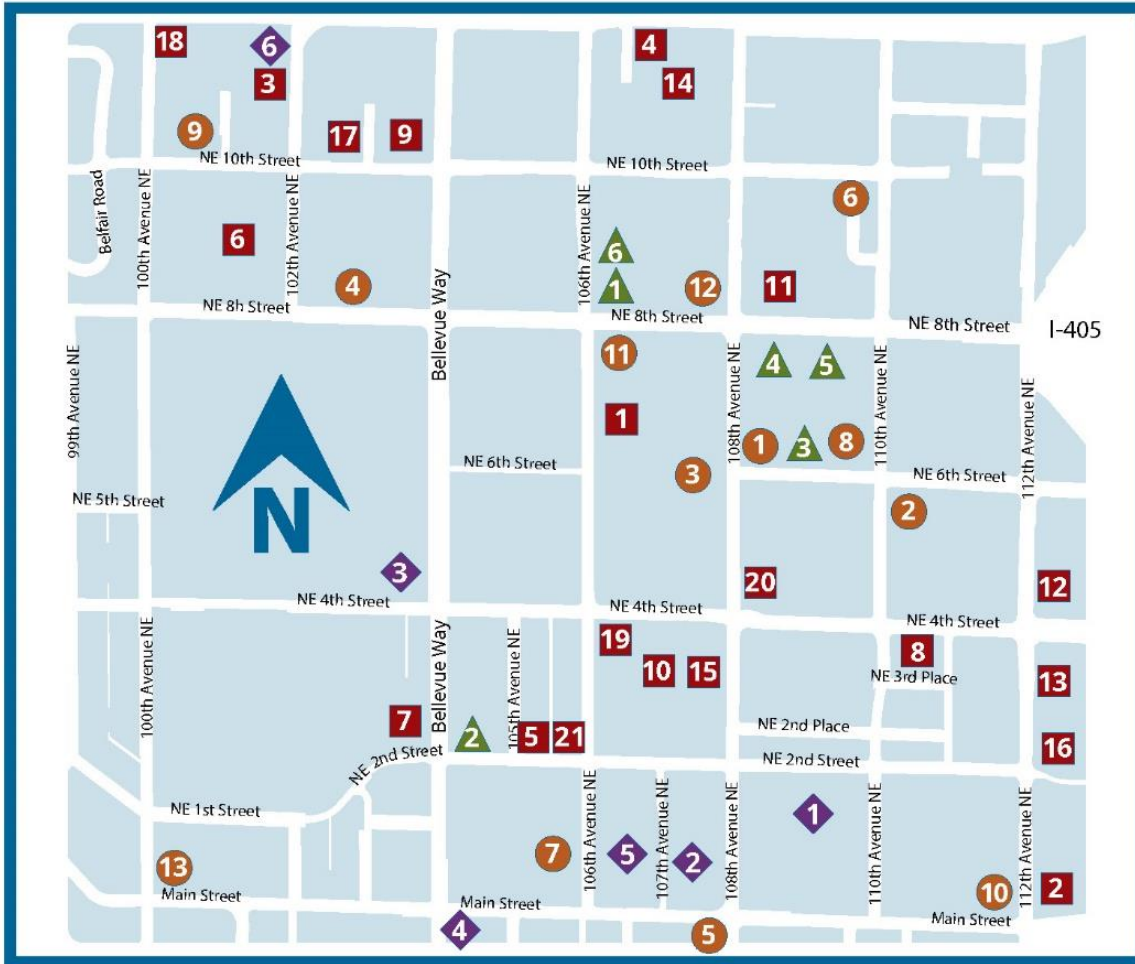 18
6
3
4
14
9
17
9
NE 10th Street
NE 10th Street
Belfair Road
100th Avenue NE
102th Avenue NE
106th Avenue NE
6
6
6
4
1
12
11
NE 8h Street
NE 8th Street
NE 8th Street
I-405
99th Avenue NE
Bellevue Way
108th Avenue NE
110th Avenue NE
112th Avenue NE
11
4
5
1
1
3
8
3
N
NE 6th Street
NE 6th Street
NE 5th Street
2
3
20
12
NE 4th Street
NE 4th Street
NE 4th Street
100th Avenue NE
Bellevue Way
105th Avenue NE
19
10
15
8
NE 3rd Place
13
7
2
5
21
NE 2nd Place
16
NE 2nd Street
NE 2nd Street
NE 1st Street
106th Avenue NE
107th Avenue NE
108th Avenue NE
110th Avenue NE
112th Avenue NE
1
13
7
5
2
10
2
Main Street
Main Street
Main Street
4
5